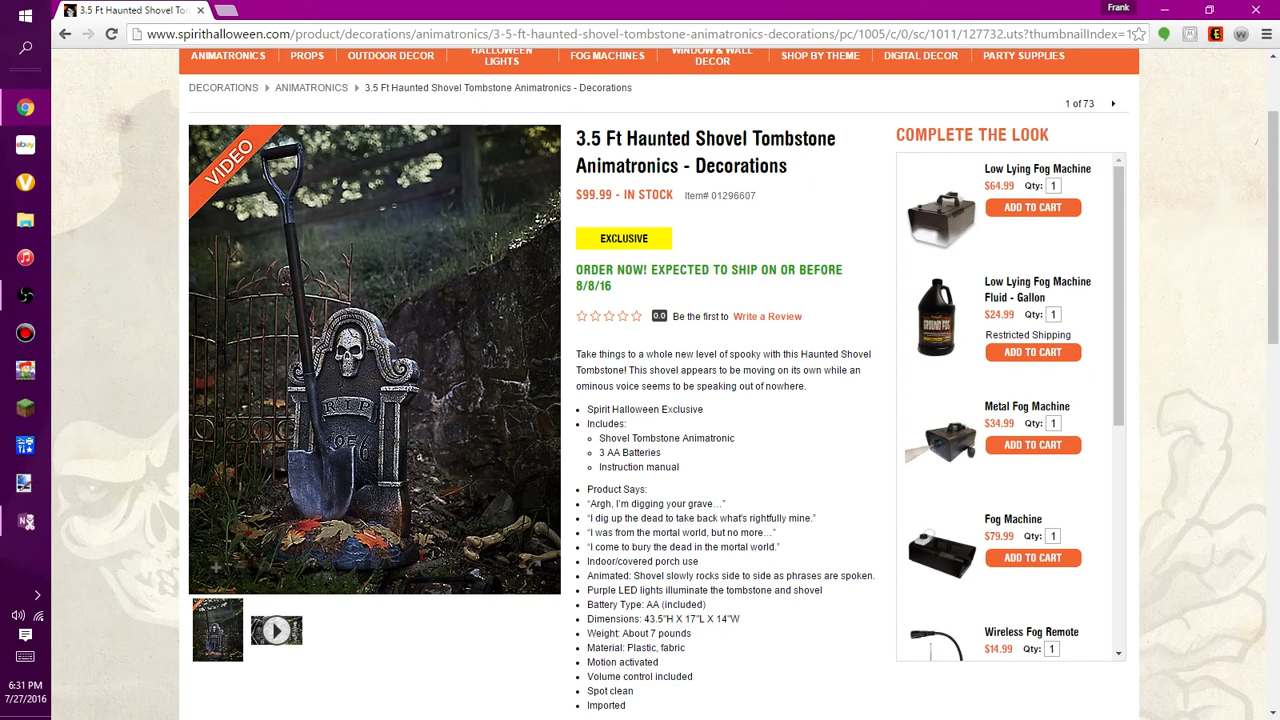 3.5 Ft Haunted Shovel Tom
Frank
www.spirithalloween.com/product/decorations/animatronics/3-5-ft-haunted-shovel-tombstone-animatronics-decorations/pc/1005/c/0/sc/1011/127732.uts?thumbnailIndex=1
ANIMATRONICS
PROPS
OUTDOOR DECOR
HALLOWEEN
LIGHTS
FOG MACHINES
WINDOW & WALL
DECOR
SHOP BY THEME
DIGITAL DECOR
PARTY SUPPLIES
DECORATIONS
ANIMATRONICS
3.5 Ft Haunted Shovel Tombstone Animatronics - Decorations
1 of 73
VIDEO
RIP
3.5 Ft Haunted Shovel Tombstone
Animatronics - Decorations
$99.99 - IN STOCK Item# 01296607
EXCLUSIVE
ORDER NOW! EXPECTED TO SHIP ON OR BEFORE
8/8/16
0.0 Be the first to Write a Review
Take things to a whole new level of spooky with this Haunted Shovel
Tombstone! This shovel appears to be moving on its own while an
ominous voice seems to be speaking out of nowhere.
Spirit Halloween Exclusive
Includes:
Shovel Tombstone Animatronic
3 AA Batteries
Instruction manual
Product Says:
“Argh, I’m digging your grave…”
“I dig up the dead to take back what's rightfully mine.”
“I was from the mortal world, but no more…”
“I come to bury the dead in the mortal world.”
Indoor/covered porch use
Animated: Shovel slowly rocks side to side as phrases are spoken.
Purple LED lights illuminate the tombstone and shovel
Battery Type: AA (included)
Dimensions: 43.5"H X 17"L X 14"W
Weight: About 7 pounds
Material: Plastic, fabric
Motion activated
Volume control included
Spot clean
Imported
COMPLETE THE LOOK
Low Lying Fog Machine
$64.99 Qty: 1
ADD TO CART
Low Lying Fog Machine
Fluid - Gallon
$24.99 Qty: 1
Restricted Shipping
ADD TO CART
GROUND FOG
Metal Fog Machine
$34.99 Qty: 1
ADD TO CART
Fog Machine
$79.99 Qty: 1
ADD TO CART
Wireless Fog Remote
$14.99 Qty: 1
ebay
6:31 PM
7/27/2016